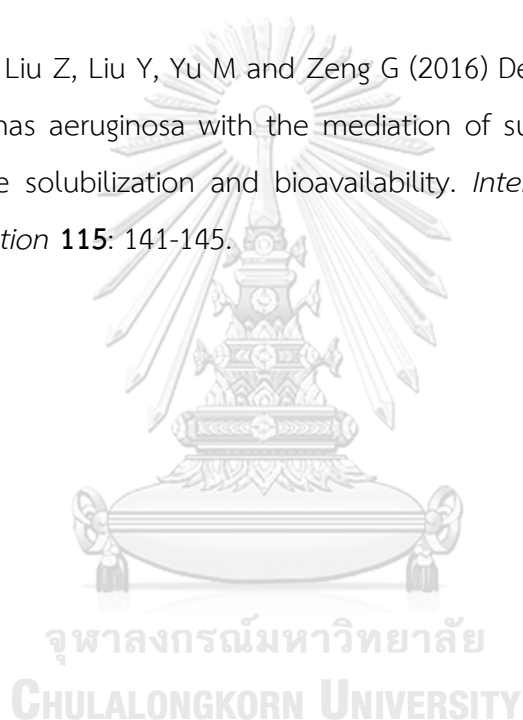 Liu Z, Liu Y, Yu M and Zeng G (2016) De
nas aeruginosa with the mediation of su
e solubilization and bioavailability. Inte
tion 115: 141-145.
จุฬาลงกรณ์มหาวิทยาลัย
CHULALONGKORN UNIVERSITY